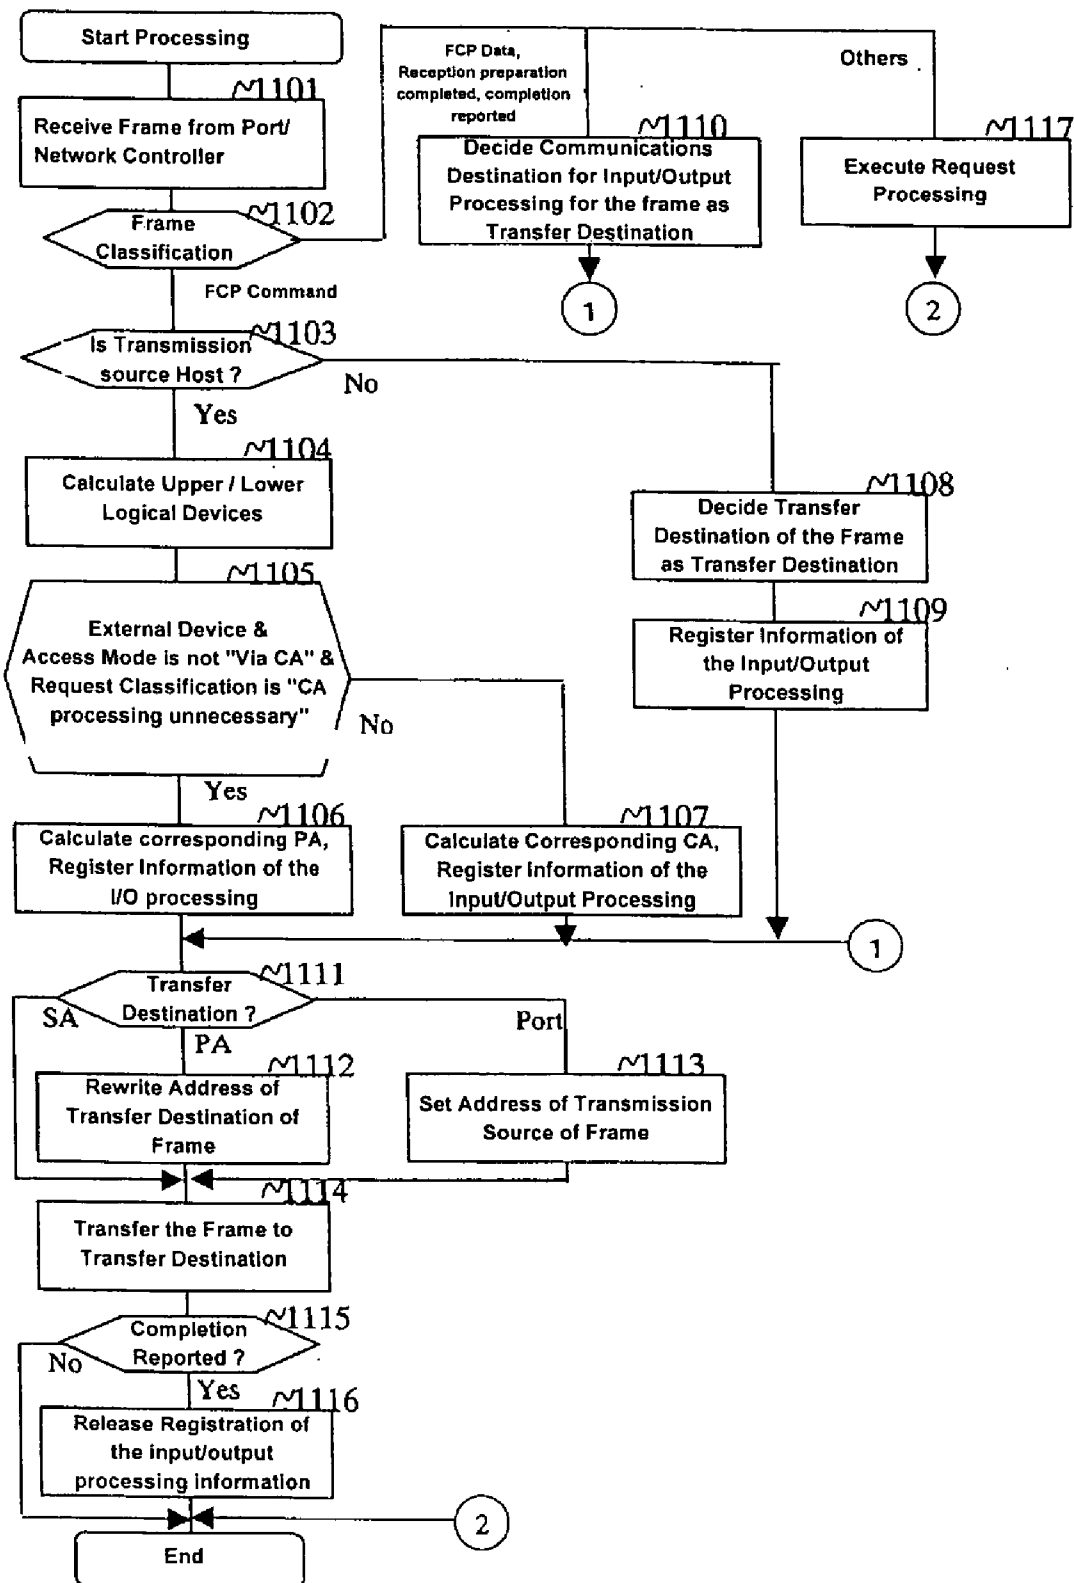 Start Processing
1101
Receive Frame from Port/
Network Controller
1102
Frame
Classification
FCP Data,
Reception preparation
completed, completion
reported
Others
1110
Decide Communications
Destination for Input/Output
Processing for the frame as
Transfer Destination
1
1117
Execute Request
Processing
2
FCP Command
1103
Is Transmission
source Host ?
No
Yes
1104
Calculate Upper / Lower
Logical Devices
1105
External Device &
Access Mode is not "Via CA" &
Request Classification is "CA
processing unnecessary"
No
Yes
1108
Decide Transfer
Destination of the Frame
as Transfer Destination
1109
Register Information of
the Input/Output
Processing
1106
Calculate corresponding PA,
Register Information of the
I/O processing
1107
Calculate Corresponding CA,
Register Information of the
Input/Output Processing
1
1111
Transfer
Destination ?
SA
PA
Port
1112
Rewrite Address of
Transfer Destination of
Frame
1113
Set Address of Transmission
Source of Frame
1114
Transfer the Frame to
Transfer Destination
1115
Completion
Reported ?
No
Yes
1116
Release Registration of
the input/output
processing information
2
End